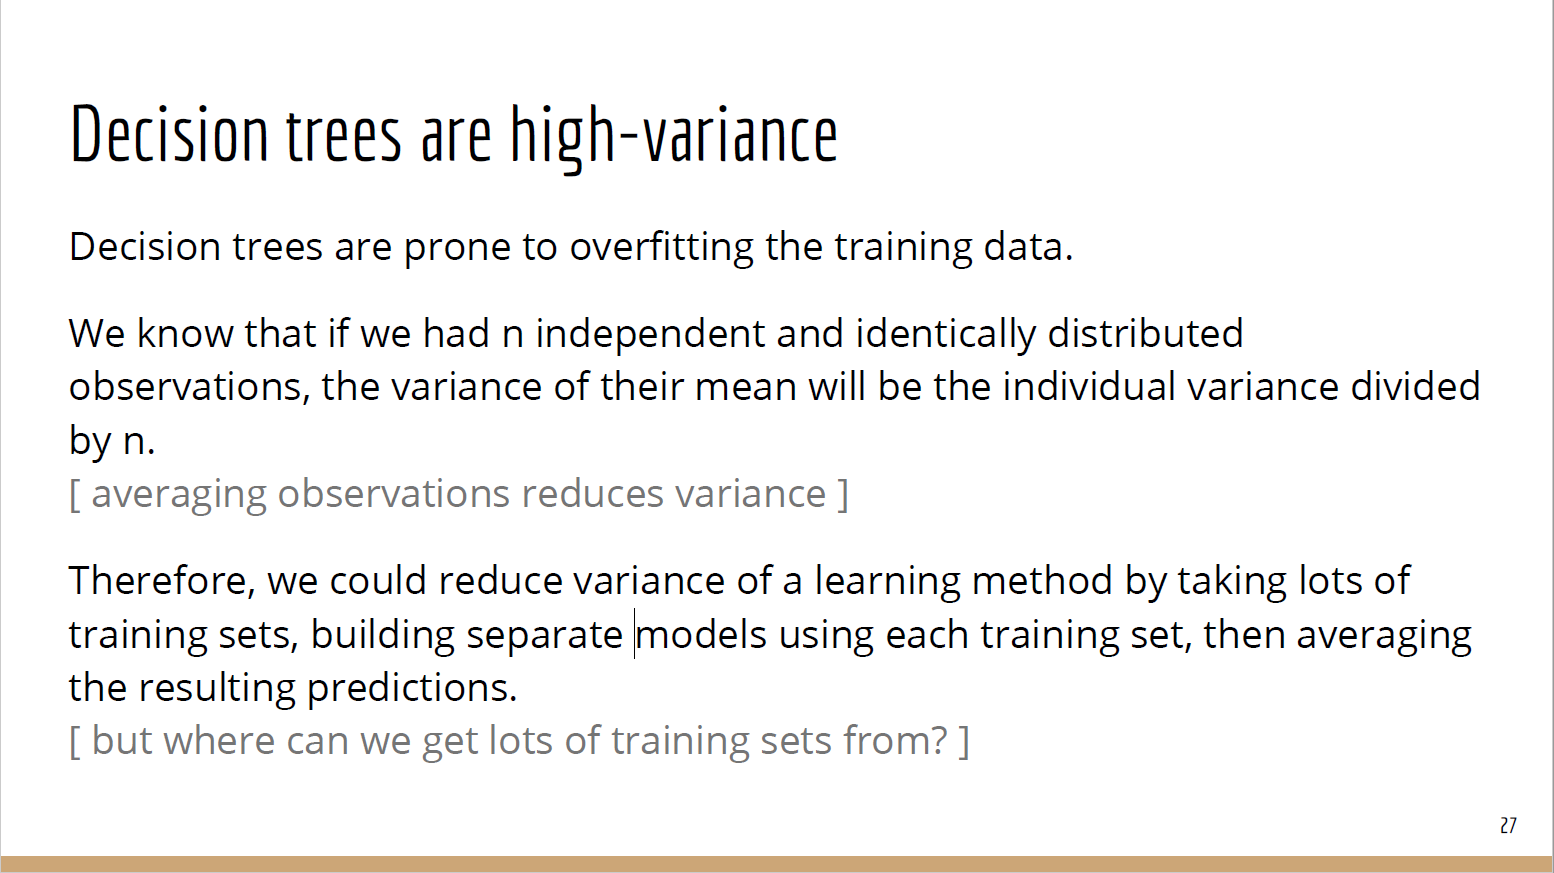 Decision trees are high-variance
Decision trees are prone to overfitting the training data.
We know that if we had n independent and identically distributed
observations, the variance of their mean will be the individual variance divided
by n.
[ averaging observations reduces variance ]
Therefore, we could reduce variance of a learning method by taking lots of
training sets, building separate models using each training set, then averaging
the resulting predictions.
[ but where can we get lots of training sets from? ]
27